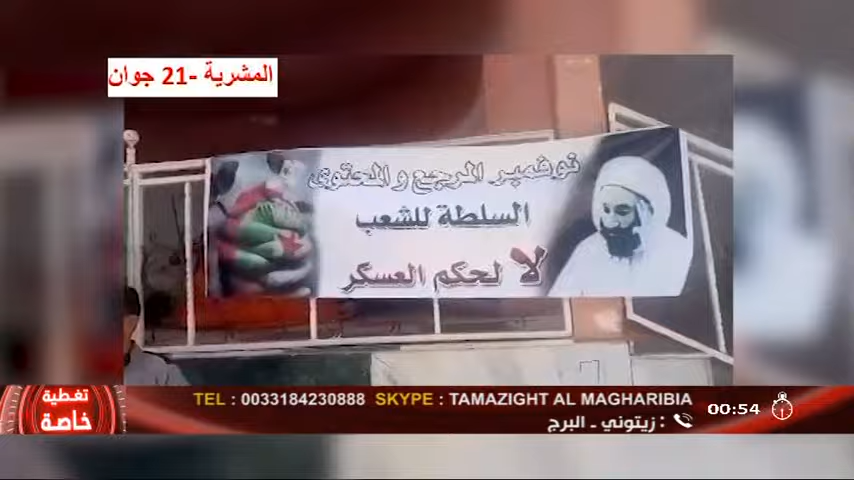 المشرية -21 جوان
نوفمبر المرجع والمحتوى
السلطة للشعب
لا لحكم العسكر
تغطية
خاصة
TEL : 0033184230888 SKYPE : TAMAZIGHT AL MAGHARIBIA
: زيتوني - البرج
00:54